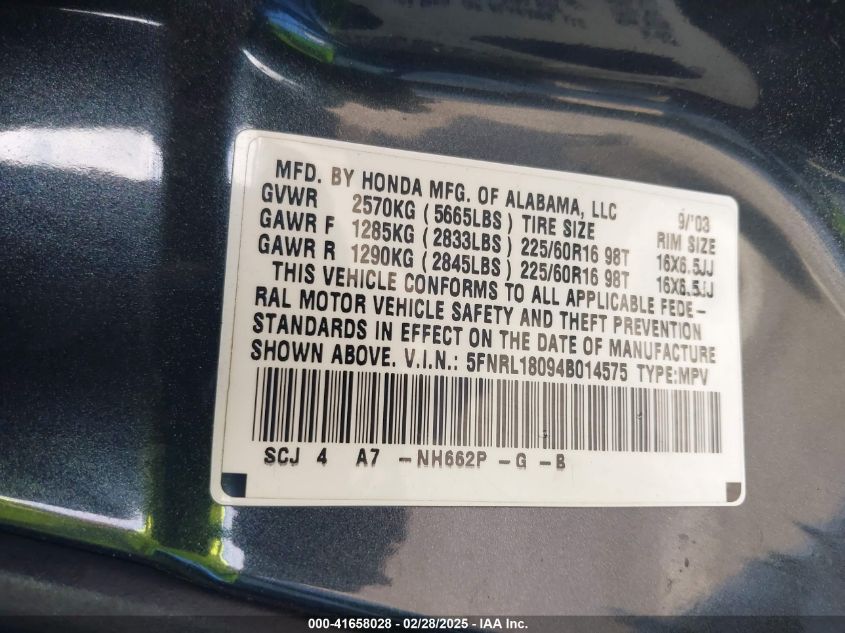 MFD. BY HONDA MFG. OF ALABAMA, LLC 9/'03
GVWR 2570KG (5665LBS) TIRE SIZE RIM SIZE
GAWR F 1285KG (2833LBS) 225/60R16 98T 16X6.5JJ
GAWR R 1290KG (2845LBS) 225/60R16 98T 16X6.5JJ
THIS VEHICLE CONFORMS TO ALL APPLICABLE FEDE-
RAL MOTOR VEHICLE SAFETY AND THEFT PREVENTION
STANDARDS IN EFFECT ON THE DATE OF MANUFACTURE
SHOWN ABOVE. V.I.N.: 5FNRL18094B014575 TYPE:MPV
SCJ 4 A7 -NH662P -G -B
000-41658028 - 02/28/2025 - IAA Inc.